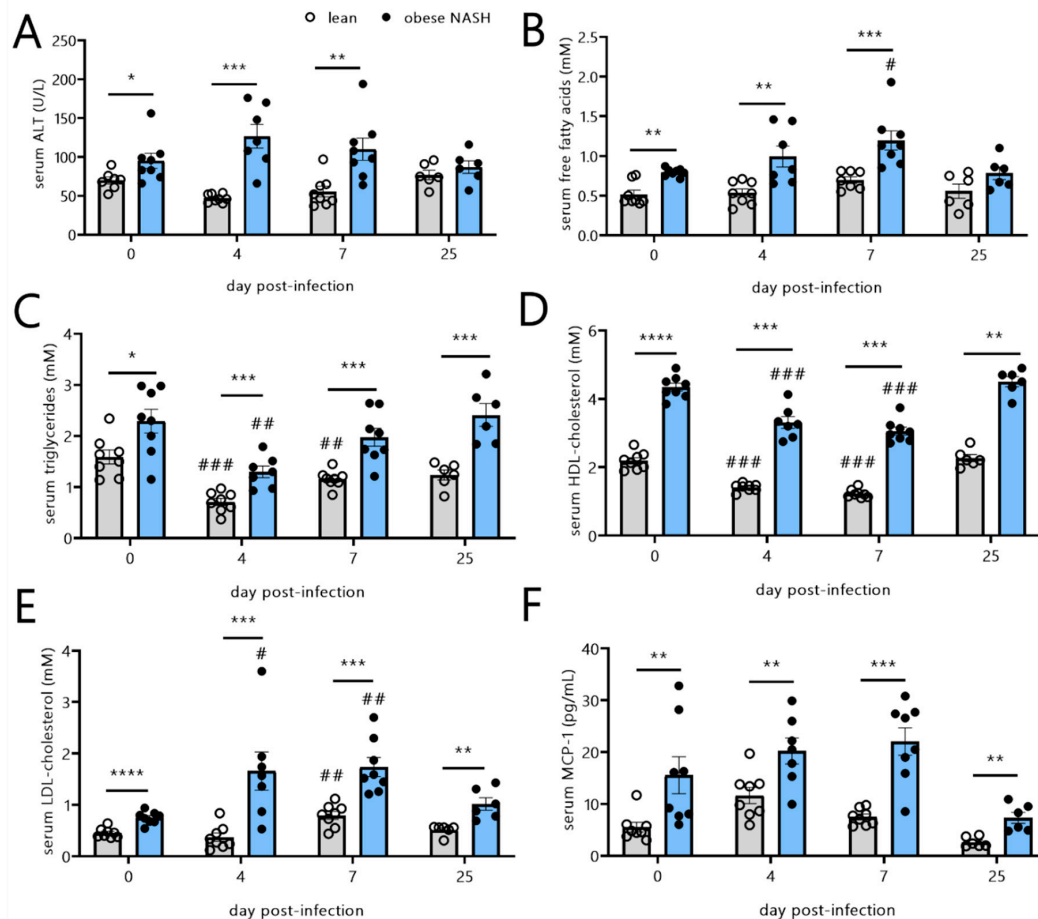 lean obese NASH
A
serum ALT (U/L)
250
200
150
100
50
0
* *** **
0 4 7 25
day post-infection
B
serum free fatty acids (mM)
2.5
2.0
1.5
1.0
0.5
0.0
** ** *** #
0 4 7 25
day post-infection
C
serum triglycerides (mM)
4
3
2
1
0
* *** *** ***
### ## ##
0 4 7 25
day post-infection
D
serum HDL-cholesterol (mM)
6
4
2
0
**** *** *** **
### ### ### ###
0 4 7 25
day post-infection
E
serum LDL-cholesterol (mM)
6
4
2
0
**** *** *** **
# ## ##
0 4 7 25
day post-infection
F
serum MCP-1 (pg/mL)
40
30
20
10
0
** ** *** **
0 4 7 25
day post-infection